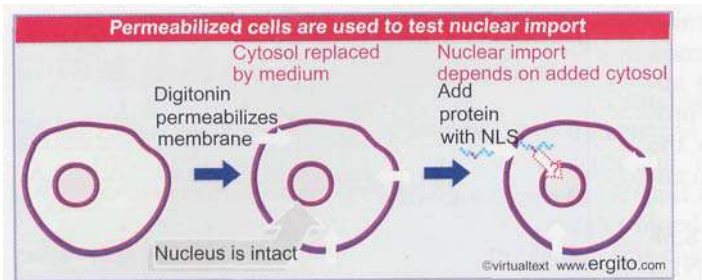 Permeabilized cells are used to test nuclear import
Cytosol replaced
by medium
Nuclear import
depends on added cytosol
Digitonin
permeabilizes
membrane
Add
protein
with NLS
Nucleus is intact
©virtualtext www.ergito.com